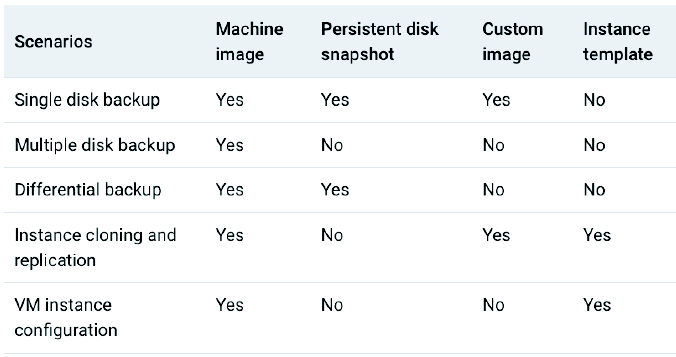 Scenarios Machine image Persistent disk snapshot Custom image Instance template
Single disk backup Yes Yes Yes No
Multiple disk backup Yes No No No
Differential backup Yes Yes No No
Instance cloning and replication Yes No Yes Yes
VM instance configuration Yes No No Yes